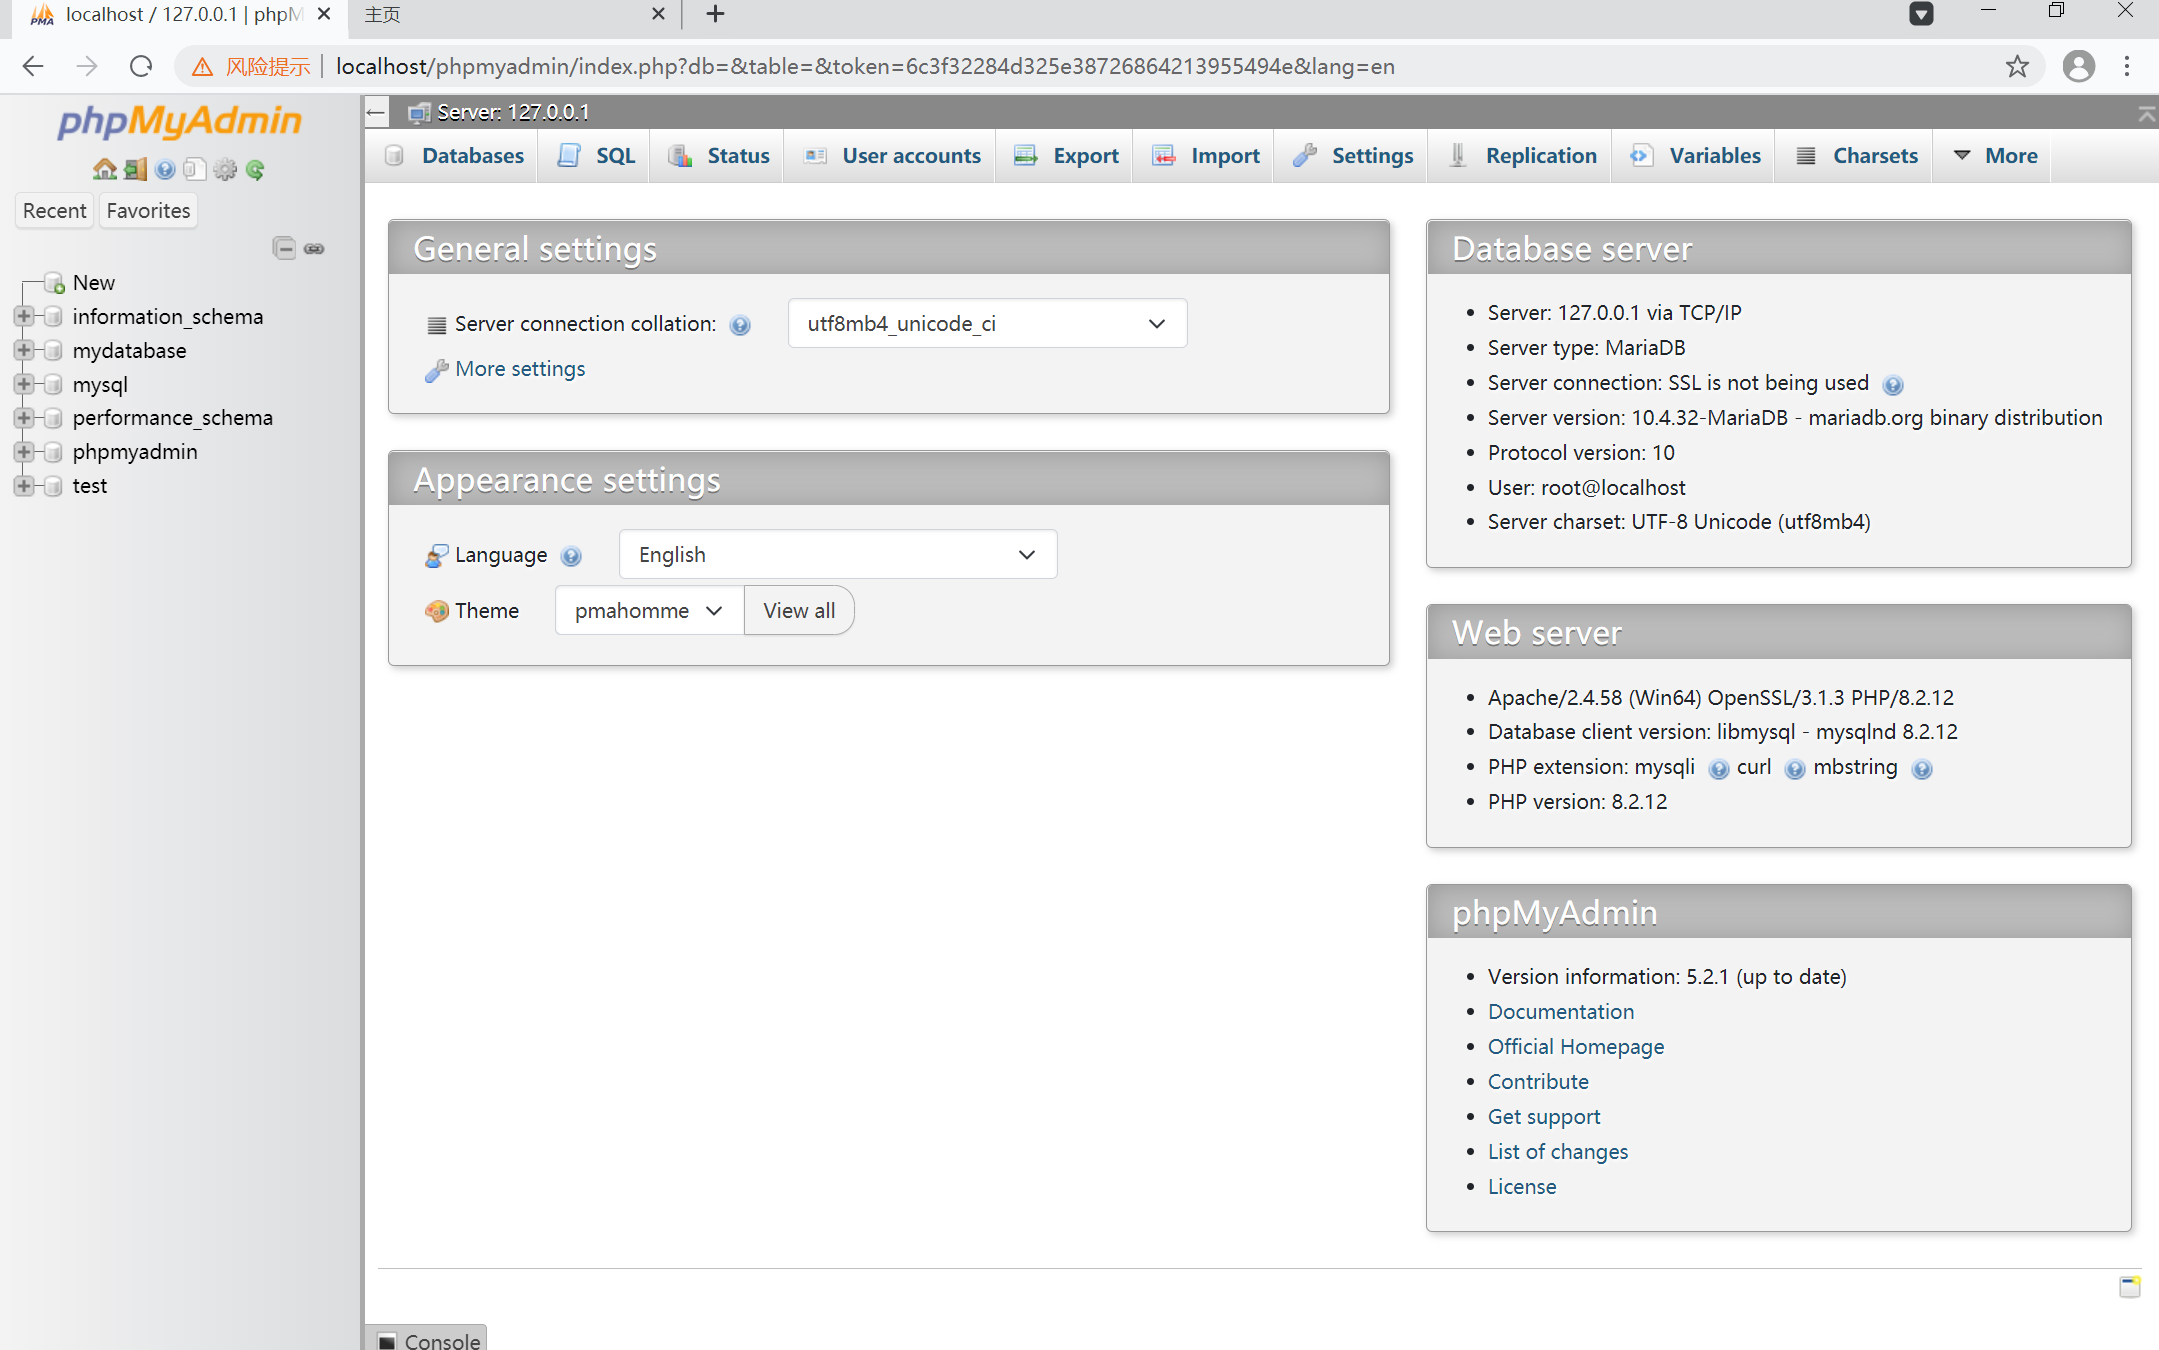 localhost / 127.0.0.1 | phpM
主页
风险提示
localhost/phpmyadmin/index.php?db=&table=&token=6c3f32284d325e38726864213955494e&lang=en
phpMyAdmin
Recent
Favorites
New
information_schema
mydatabase
mysql
performance_schema
phpmyadmin
test
Server: 127.0.0.1
Databases
SQL
Status
User accounts
Export
Import
Settings
Replication
Variables
Charsets
More
General settings
Server connection collation:
utf8mb4_unicode_ci
More settings
Appearance settings
Language
English
Theme
pmahomme
View all
Database server
Server: 127.0.0.1 via TCP/IP
Server type: MariaDB
Server connection: SSL is not being used
Server version: 10.4.32-MariaDB - mariadb.org binary distribution
Protocol version: 10
User: root@localhost
Server charset: UTF-8 Unicode (utf8mb4)
Web server
Apache/2.4.58 (Win64) OpenSSL/3.1.3 PHP/8.2.12
Database client version: libmysql - mysqlnd 8.2.12
PHP extension: mysqli curl mbstring
PHP version: 8.2.12
phpMyAdmin
Version information: 5.2.1 (up to date)
Documentation
Official Homepage
Contribute
Get support
List of changes
License
Console